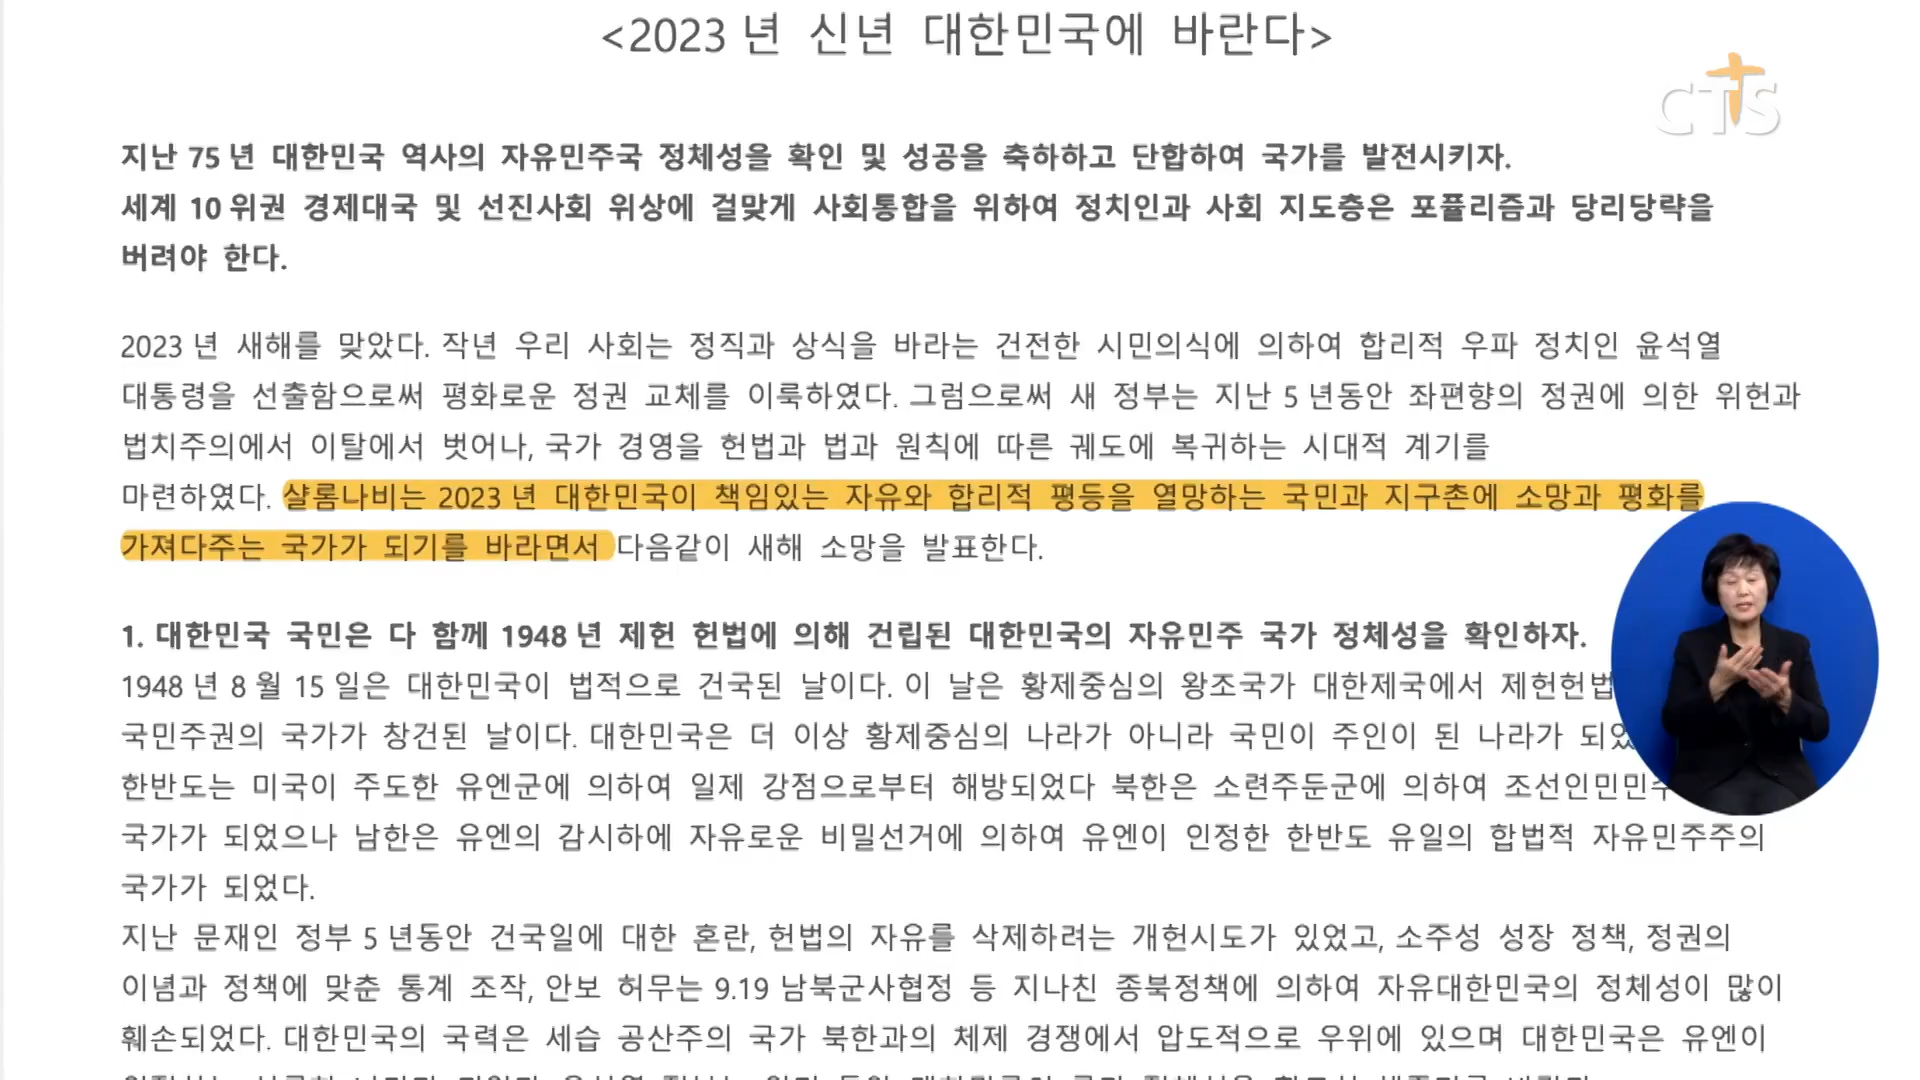 <2023년 신년 대한민국에 바란다>
CTS
지난 75년 대한민국 역사의 자유민주국 정체성을 확인 및 성공을 축하하고 단합하여 국가를 발전시키자.
세계 10위권 경제대국 및 선진사회 위상에 걸맞게 사회통합을 위하여 정치인과 사회 지도층은 포퓰리즘과 당리당략을
버려야 한다.
2023년 새해를 맞았다. 작년 우리 사회는 정직과 상식을 바라는 건전한 시민의식에 의하여 합리적 우파 정치인 윤석열
대통령을 선출함으로써 평화로운 정권 교체를 이룩하였다. 그럼으로써 새 정부는 지난 5년동안 좌편향의 정권에 의한 위헌과
법치주의에서 이탈에서 벗어나, 국가 경영을 헌법과 법과 원칙에 따른 궤도에 복귀하는 시대적 계기를
마련하였다. 샬롬나비는 2023년 대한민국이 책임있는 자유와 합리적 평등을 열망하는 국민과 지구촌에 소망과 평화를
가져다주는 국가가 되기를 바라면서 다음같이 새해 소망을 발표한다.
1. 대한민국 국민은 다 함께 1948년 제헌 헌법에 의해 건립된 대한민국의 자유민주 국가 정체성을 확인하자.
1948년 8월 15일은 대한민국이 법적으로 건국된 날이다. 이 날은 황제중심의 왕조국가 대한제국에서 제헌헌법
국민주권의 국가가 창건된 날이다. 대한민국은 더 이상 황제중심의 나라가 아니라 국민이 주인이 된 나라가
한반도는 미국이 주도한 유엔군에 의하여 일제 강점으로부터 해방되었다 북한은 소련주둔군에 의하여 조선인민민주
국가가 되었으나 남한은 유엔의 감시하에 자유로운 비밀선거에 의하여 유엔이 인정한 한반도 유일의 합법적 자유민주주의
국가가 되었다.
지난 문재인 정부 5년동안 건국일에 대한 혼란, 헌법의 자유를 삭제하려는 개헌시도가 있었고, 소주성 성장 정책, 정권의
이념과 정책에 맞춘 통계 조작, 안보 허무는 9.19 남북군사협정 등 지나친 종북정책에 의하여 자유대한민국의 정체성이 많이
훼손되었다. 대한민국의 국력은 세습 공산주의 국가 북한과의 체제 경쟁에서 압도적으로 우위에 있으며 대한민국은 유엔이